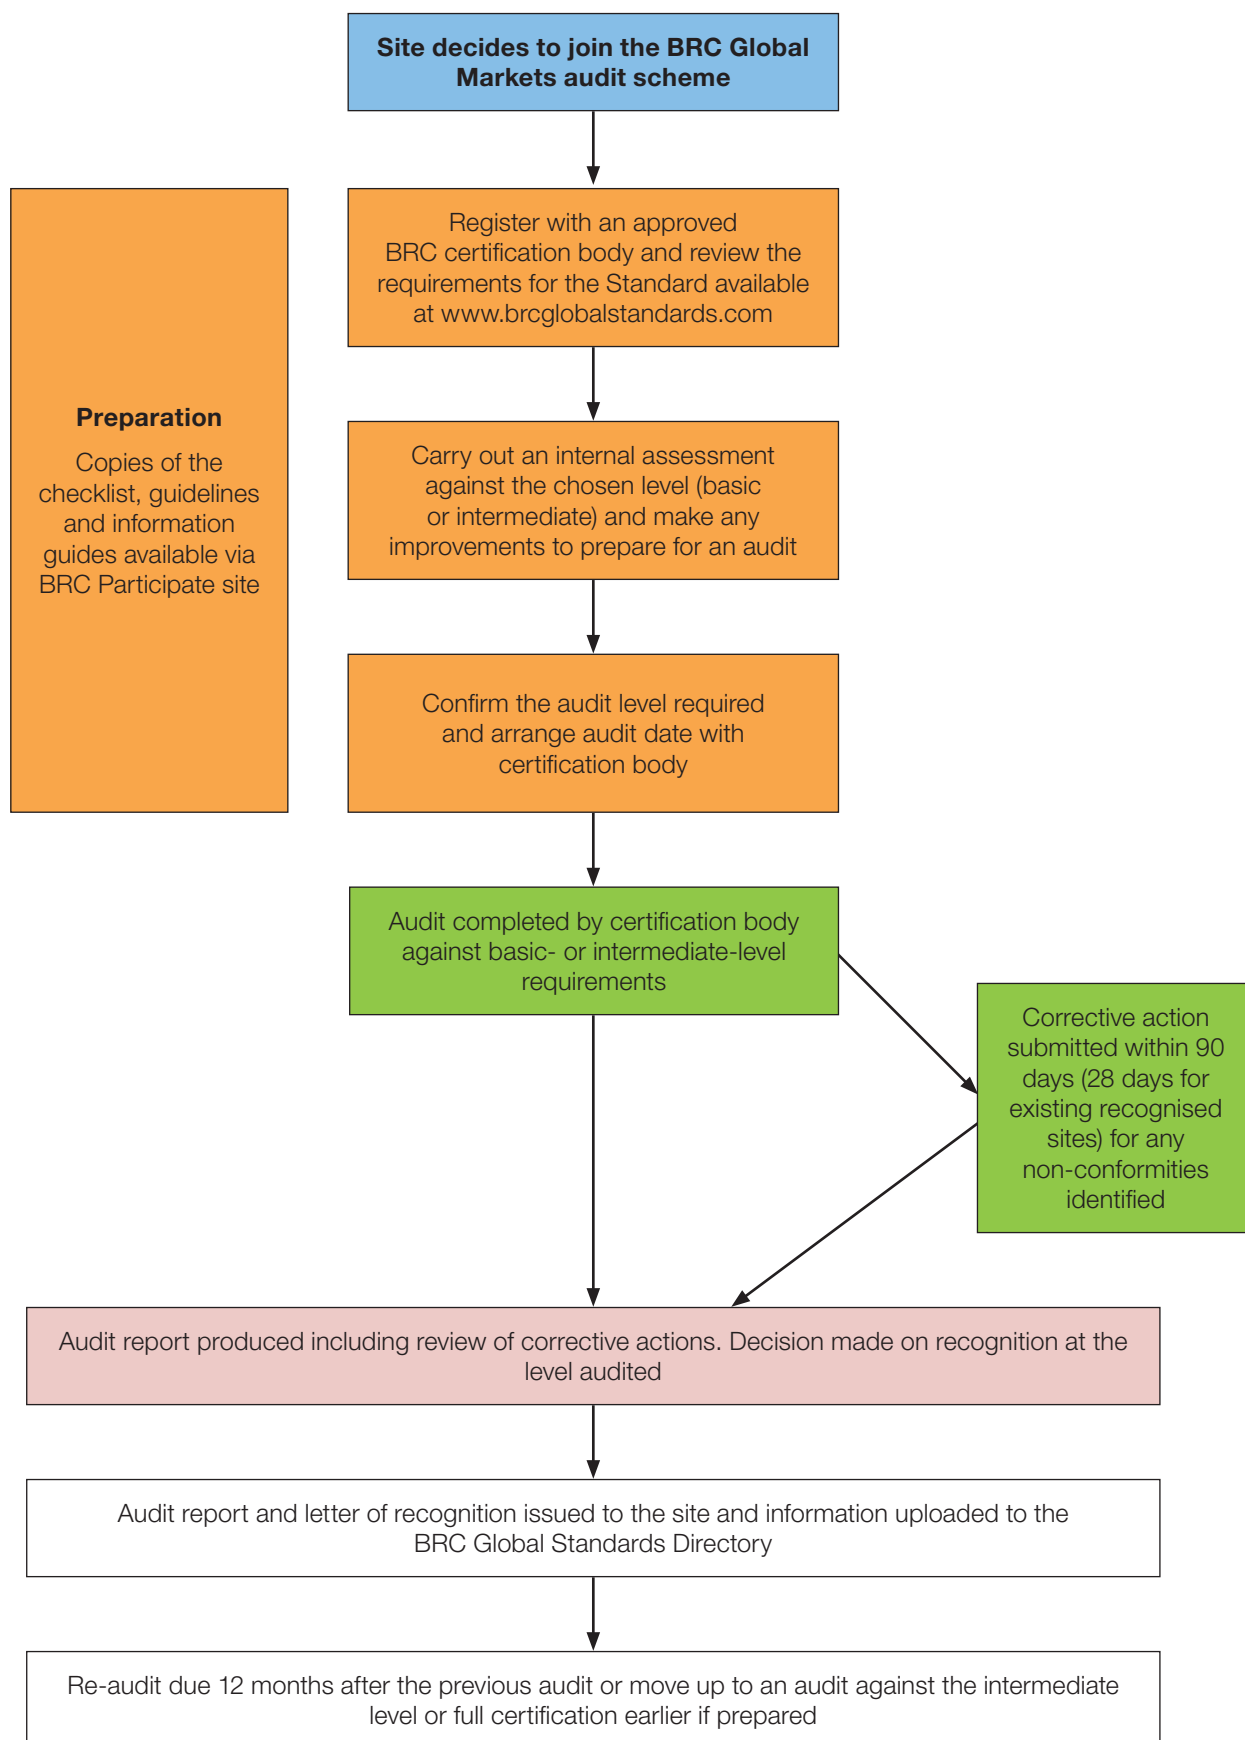 Site decides to join the BRC Global
Markets audit scheme
Register with an approved
BRC certification body and review the
requirements for the Standard available
at www.brcglobalstandards.com
Preparation
Copies of the
checklist, guidelines
and information
guides available via
BRC Participate site
Carry out an internal assessment
against the chosen level (basic
or intermediate) and make any
improvements to prepare for an audit
Confirm the audit level required
and arrange audit date with
certification body
Audit completed by certification body
against basic- or intermediate-level
requirements
Corrective action
submitted within 90
days (28 days for
existing recognised
sites) for any
non-conformities
identified
Audit report produced including review of corrective actions. Decision made on recognition at the
level audited
Audit report and letter of recognition issued to the site and information uploaded to the
BRC Global Standards Directory
Re-audit due 12 months after the previous audit or move up to an audit against the intermediate
level or full certification earlier if prepared